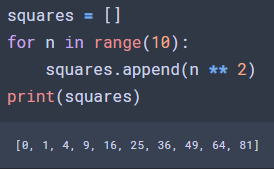 squares = []
for n in range(10):
    squares.append(n ** 2)
print(squares)
[0, 1, 4, 9, 16, 25, 36, 49, 64, 81]